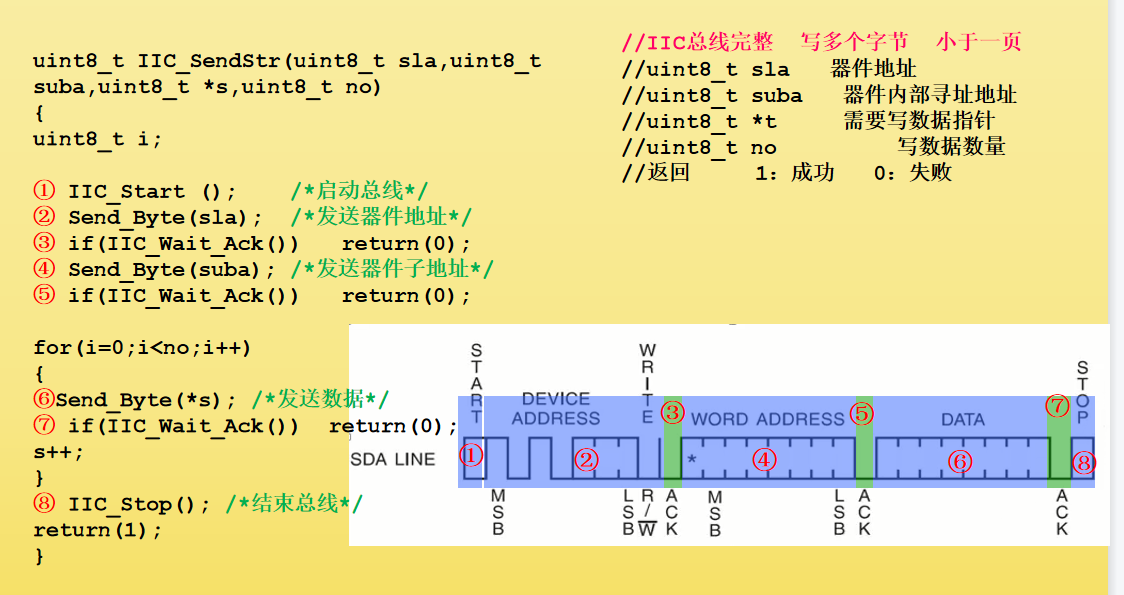 uint8_t IIC_SendStr(uint8_t sla,uint8_t
suba,uint8_t *s,uint8_t no)
{
uint8_t i;
① IIC_Start (); /*启动总线*/
② Send_Byte(sla); /*发送器件地址*/
③ if(IIC_Wait_Ack()) return(0);
④ Send_Byte(suba); /*发送器件子地址*/
⑤ if(IIC_Wait_Ack()) return(0);
for(i=0;i<no;i++)
{
⑥Send_Byte(*s); /*发送数据*/
⑦ if(IIC_Wait_Ack()) return(0);
s++;
}
⑧ IIC_Stop(); /*结束总线*/
return(1);
}
//IIC总线完整 写多个字节 小于一页
//uint8_t sla 器件地址
//uint8_t suba 器件内部寻址地址
//uint8_t *t 需要写数据指针
//uint8_t no 写数据数量
//返回 1: 成功 0: 失败
START
DEVICE
ADDRESS
WRITE
③
WORD ADDRESS
⑤
DATA
⑦
STOP
SDA LINE
①
②
*
④
⑥
⑧
MSB
LSB
R/W
ACK
MSB
LSB
ACK
ACK